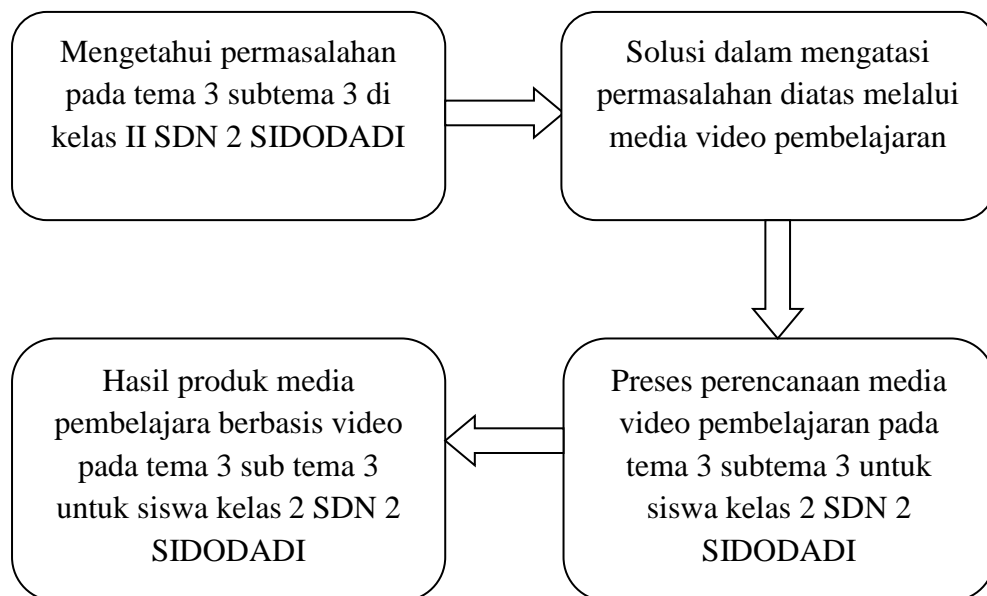 Mengetahui permasalahan
pada tema 3 subtema 3 di
kelas II SDN 2 SIDODADI
Solusi dalam mengatasi
permasalahan diatas melalui
media video pembelajaran
Preses perencanaan media
video pembelajaran pada
tema 3 subtema 3 untuk
siswa kelas 2 SDN 2
SIDODADI
Hasil produk media
pembelajara berbasis video
pada tema 3 sub tema 3
untuk siswa kelas 2 SDN 2
SIDODADI